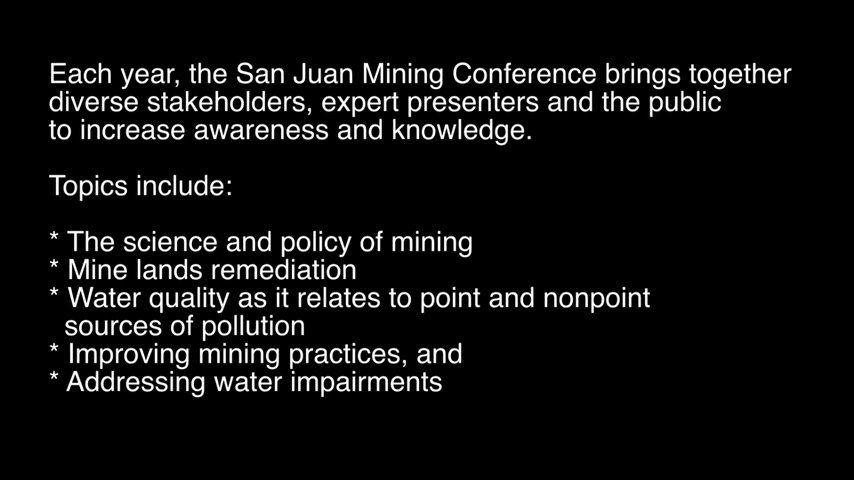 Each year, the San Juan Mining Conference brings together
diverse stakeholders, expert presenters and the public
to increase awareness and knowledge.
Topics include:
* The science and policy of mining
* Mine lands remediation
* Water quality as it relates to point and nonpoint
sources of pollution
* Improving mining practices, and
* Addressing water impairments